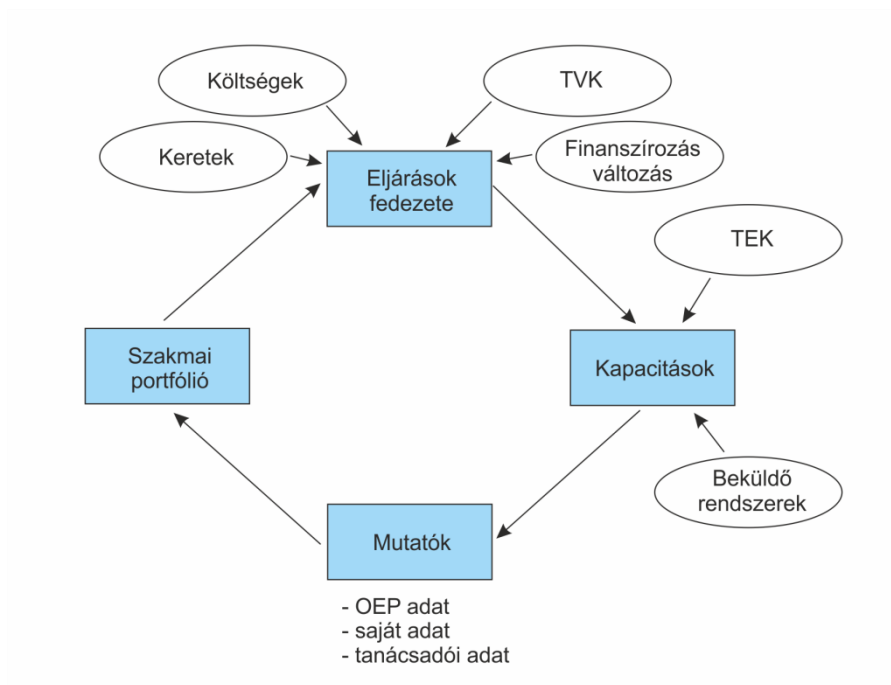 Költségek
TVK
Keretek
Finanszírozás
változás
Eljárások
fedezete
TEK
Szakmai
portfólió
Kapacitások
Beküldő
rendszerek
Mutatók
- OEP adat
- saját adat
- tanácsadói adat